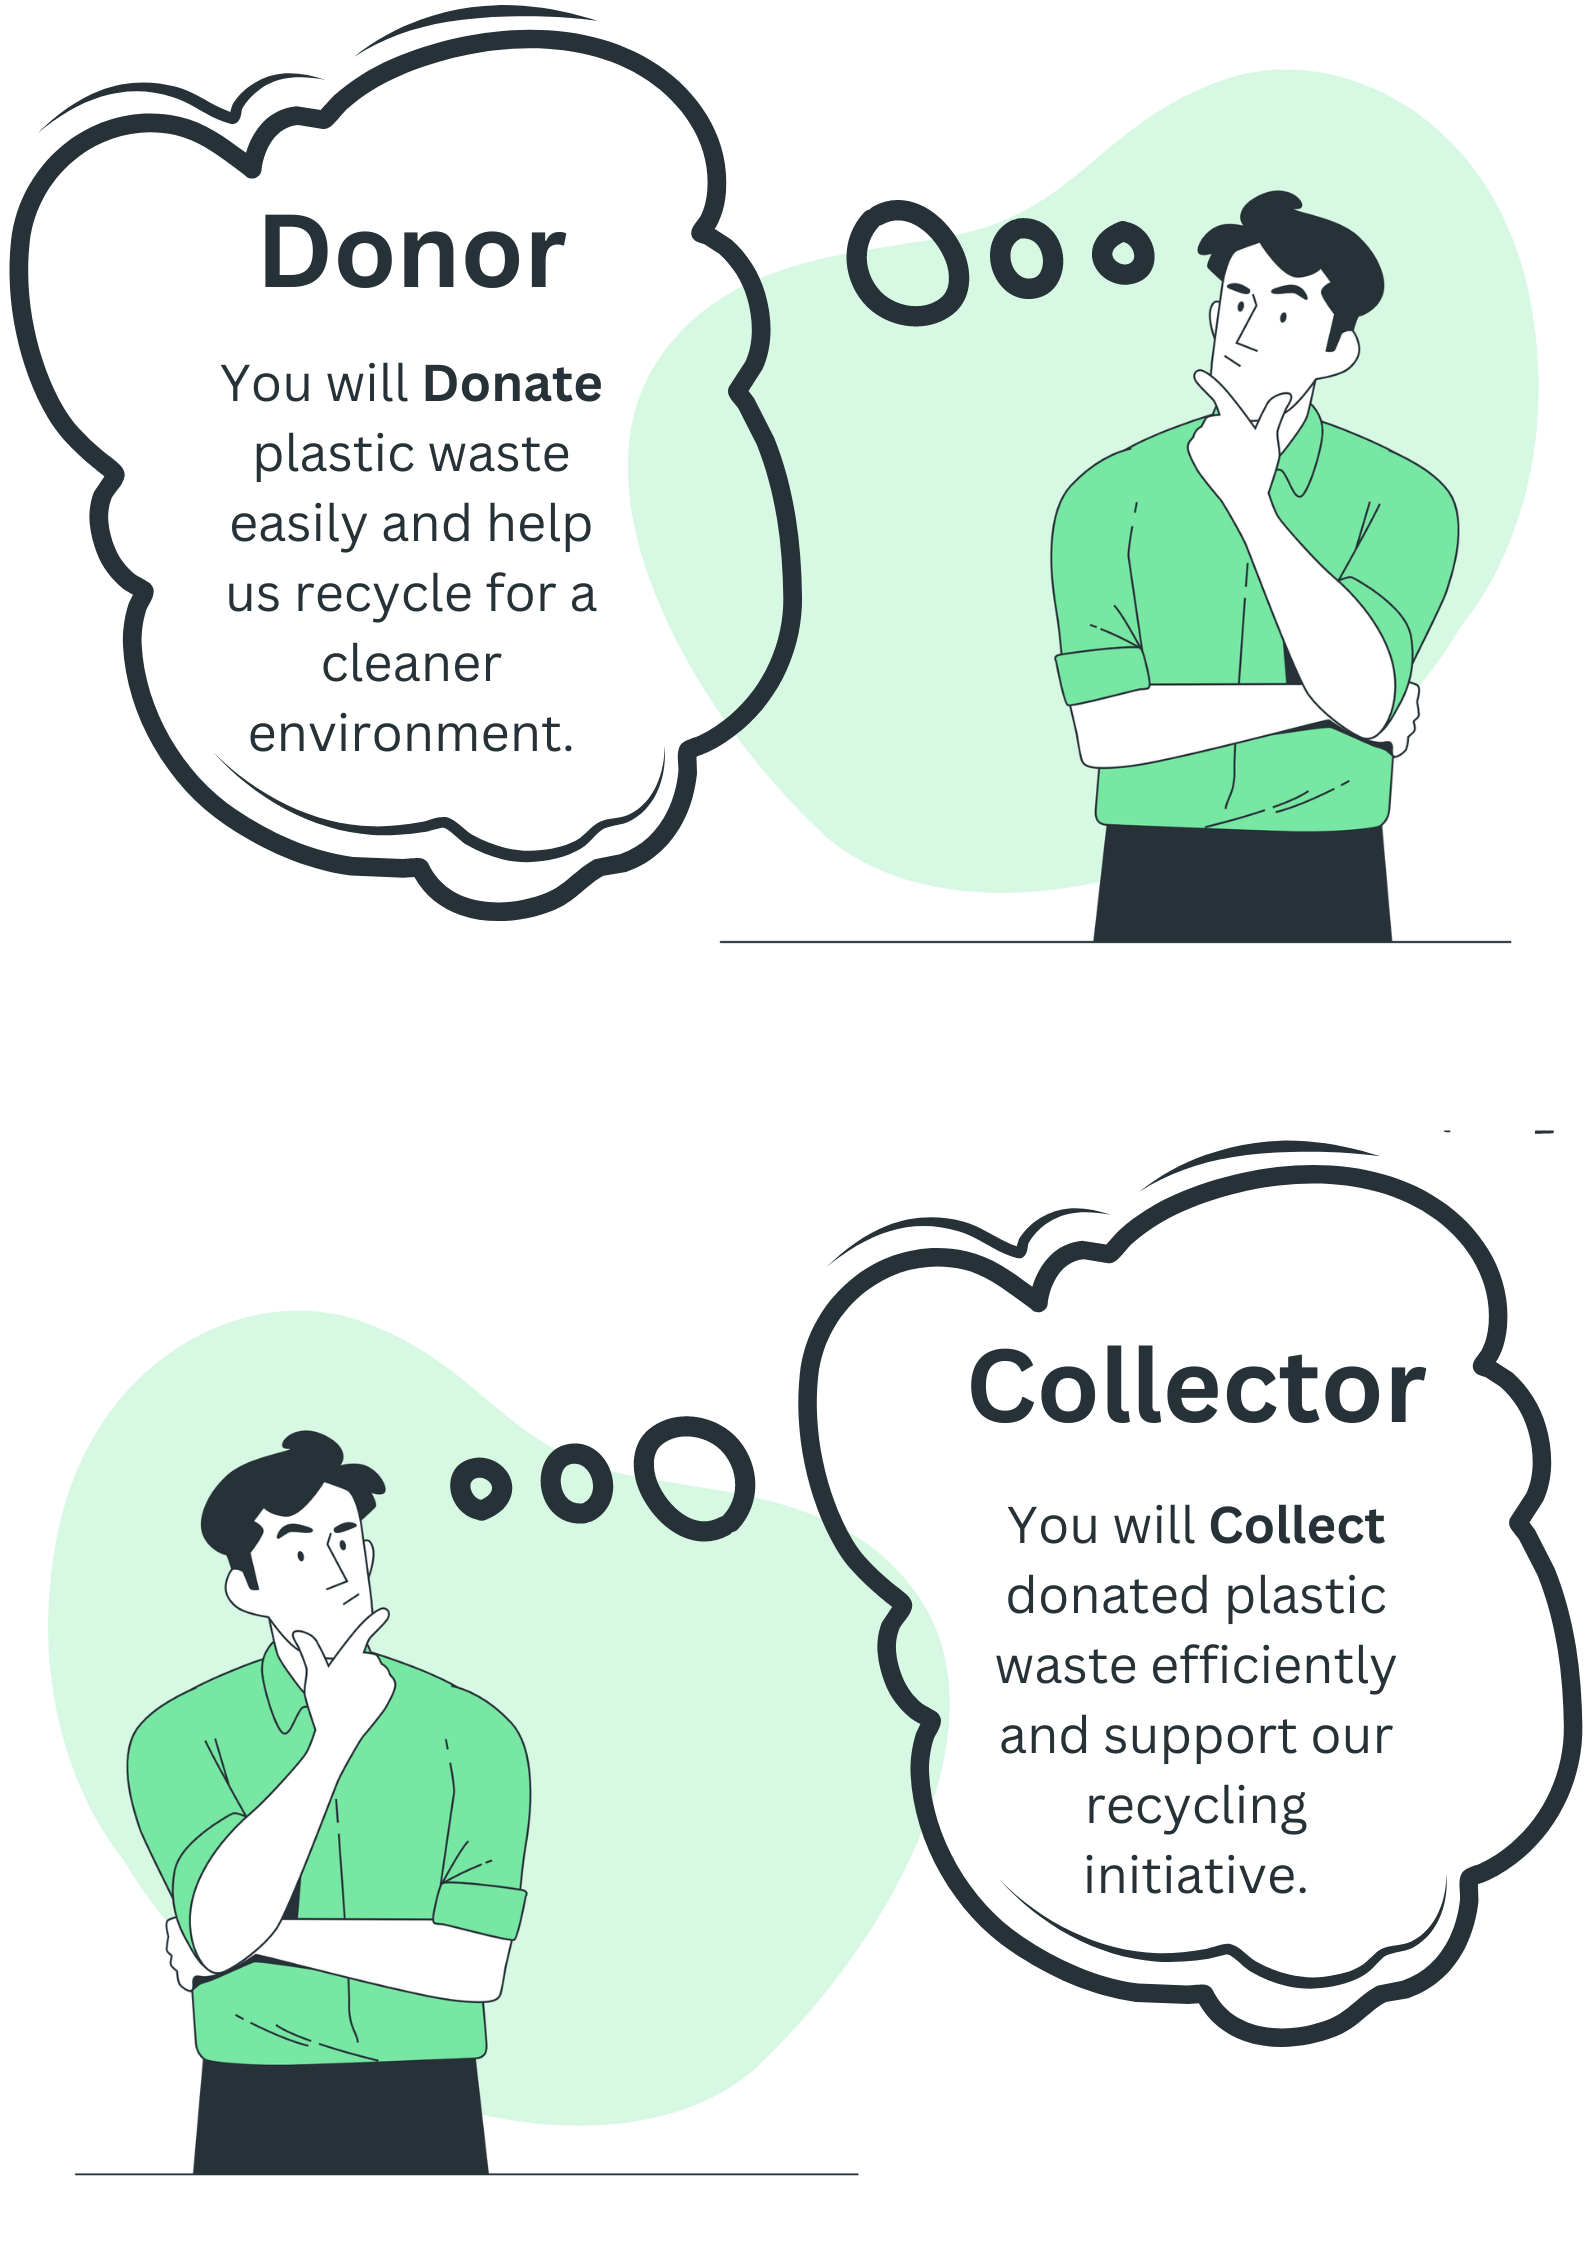 Donor
You will Donate
plastic waste
easily and help
us recycle for a
cleaner
environment.
Collector
You will Collect
donated plastic
waste efficiently
and support our
recycling
initiative.